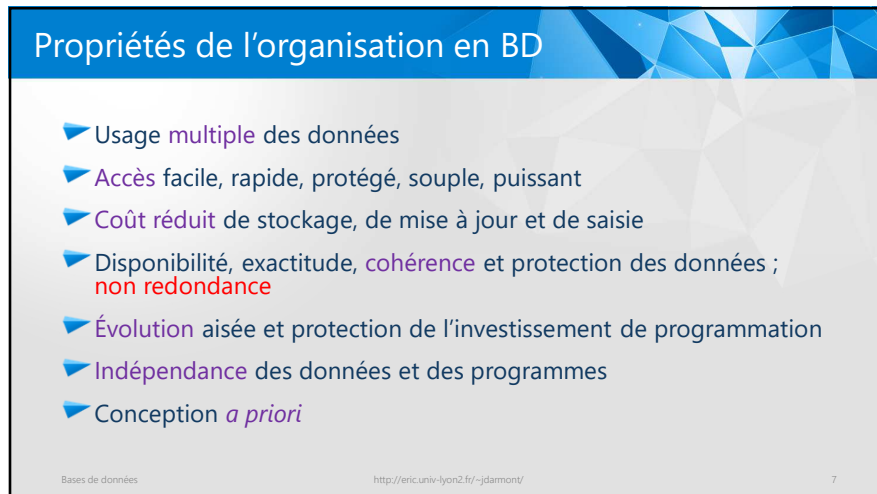 Propriétés de l’organisation en BD
Usage multiple des données
Accès facile, rapide, protégé, souple, puissant
Coût réduit de stockage, de mise à jour et de saisie
Disponibilité, exactitude, cohérence et protection des données ;
non redondance
Évolution aisée et protection de l’investissement de programmation
Indépendance des données et des programmes
Conception a priori
Bases de données http://eric.univ-lyon2.fr/~jdarmont/ 7